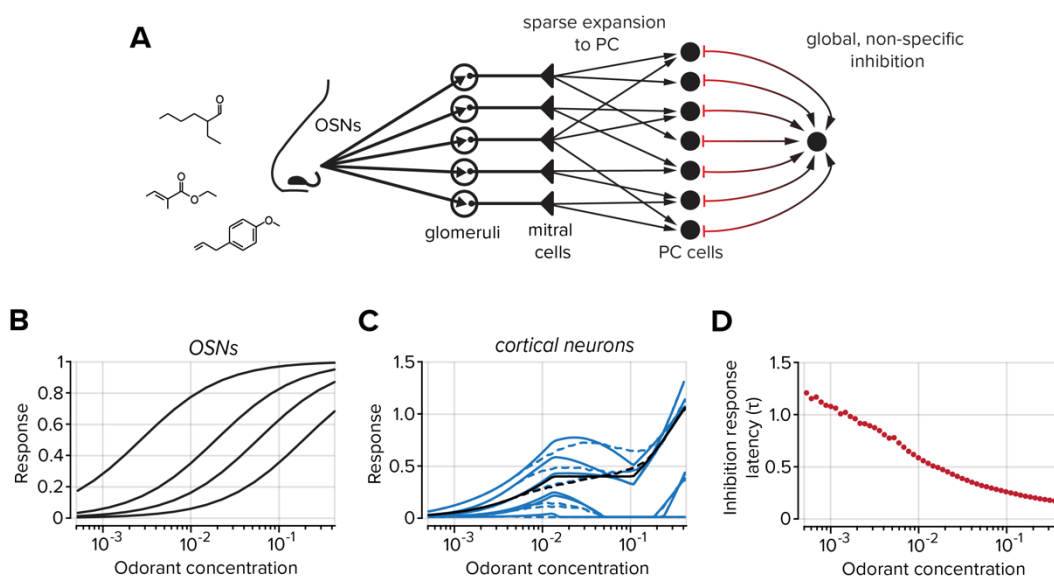 A
sparse expansion
to PC
global, non-specific
inhibition
OSNs
O
O
O
O
glomeruli
mitral
cells
PC cells
B
OSNs
Response
1
0.8
0.6
0.4
0.2
0
10-3
10-2
10-1
Odorant concentration
C
cortical neurons
Response
1.5
1.0
0.5
0
10-3
10-2
10-1
Odorant concentration
D
Inhibition response
latency (τ)
1.5
1.0
0.5
0
10-3
10-2
10-1
Odorant concentration